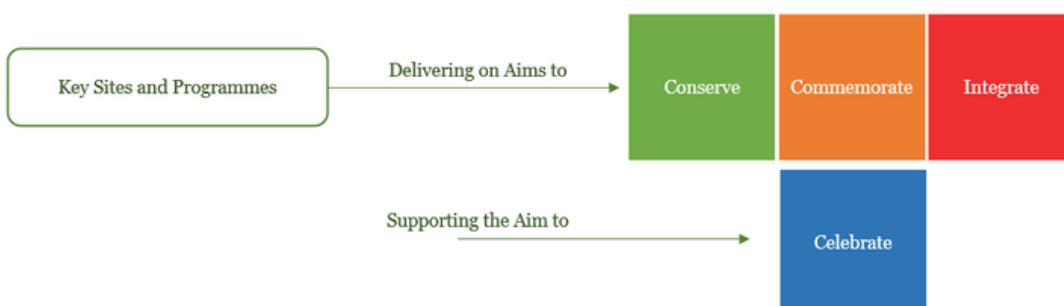 Delivering on Aims to
Key Sites and Programmes
Conserve
Commemorate
Integrate
Supporting the Aim to
Celebrate